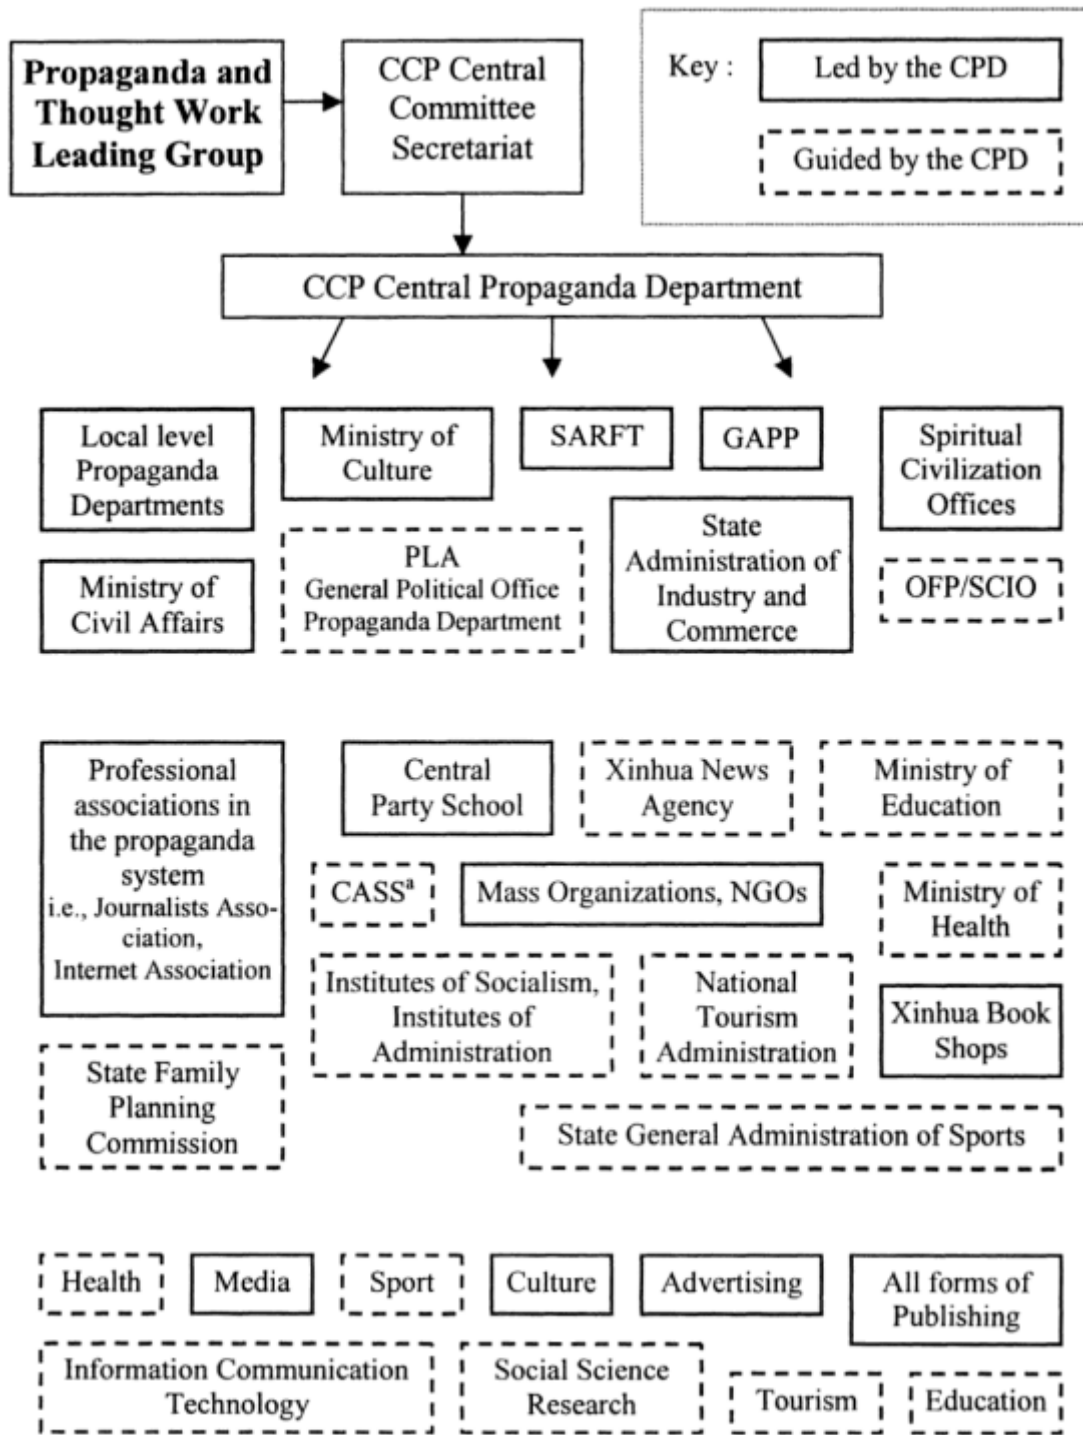 Propaganda and
Thought Work
Leading Group
CCP Central
Committee
Secretariat
Key :
Led by the CPD
Guided by the CPD
CCP Central Propaganda Department
Local level
Propaganda
Departments
Ministry of
Culture
SARFT
GAPP
Spiritual
Civilization
Offices
Ministry of
Civil Affairs
PLA
General Political Office
Propaganda Department
State
Administration of
Industry and
Commerce
OFP/SCIO
Professional
associations in
the propaganda
system
i.e., Journalists Asso-
ciation,
Internet Association
Central
Party School
Xinhua News
Agency
Ministry of
Education
CASSᵃ
Mass Organizations, NGOs
Ministry of
Health
Institutes of Socialism,
Institutes of
Administration
National
Tourism
Administration
Xinhua Book
Shops
State Family
Planning
Commission
State General Administration of Sports
Health
Media
Sport
Culture
Advertising
All forms of
Publishing
Information Communication
Technology
Social Science
Research
Tourism
Education